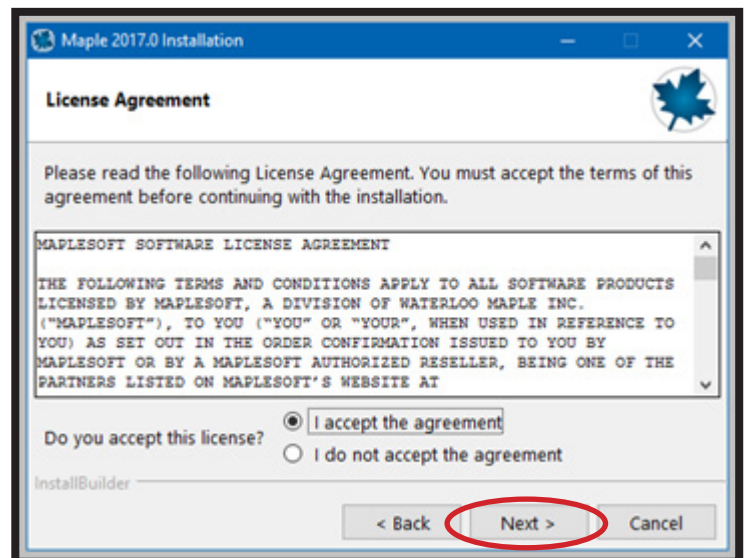 Maple 2017.0 Installation
License Agreement
Please read the following License Agreement. You must accept the terms of this
agreement before continuing with the installation.
MAPLESOFT SOFTWARE LICENSE AGREEMENT
THE FOLLOWING TERMS AND CONDITIONS APPLY TO ALL SOFTWARE PRODUCTS
LICENSED BY MAPLESOFT, A DIVISION OF WATERLOO MAPLE INC.
("MAPLESOFT"), TO YOU ("YOU" OR "YOUR", WHEN USED IN REFERENCE TO
YOU) AS SET OUT IN THE ORDER CONFIRMATION ISSUED TO YOU BY
MAPLESOFT OR BY A MAPLESOFT AUTHORIZED RESELLER, BEING ONE OF THE
PARTNERS LISTED ON MAPLESOFT'S WEBSITE AT
Do you accept this license?
I accept the agreement
I do not accept the agreement
InstallBuilder
< Back Next > Cancel